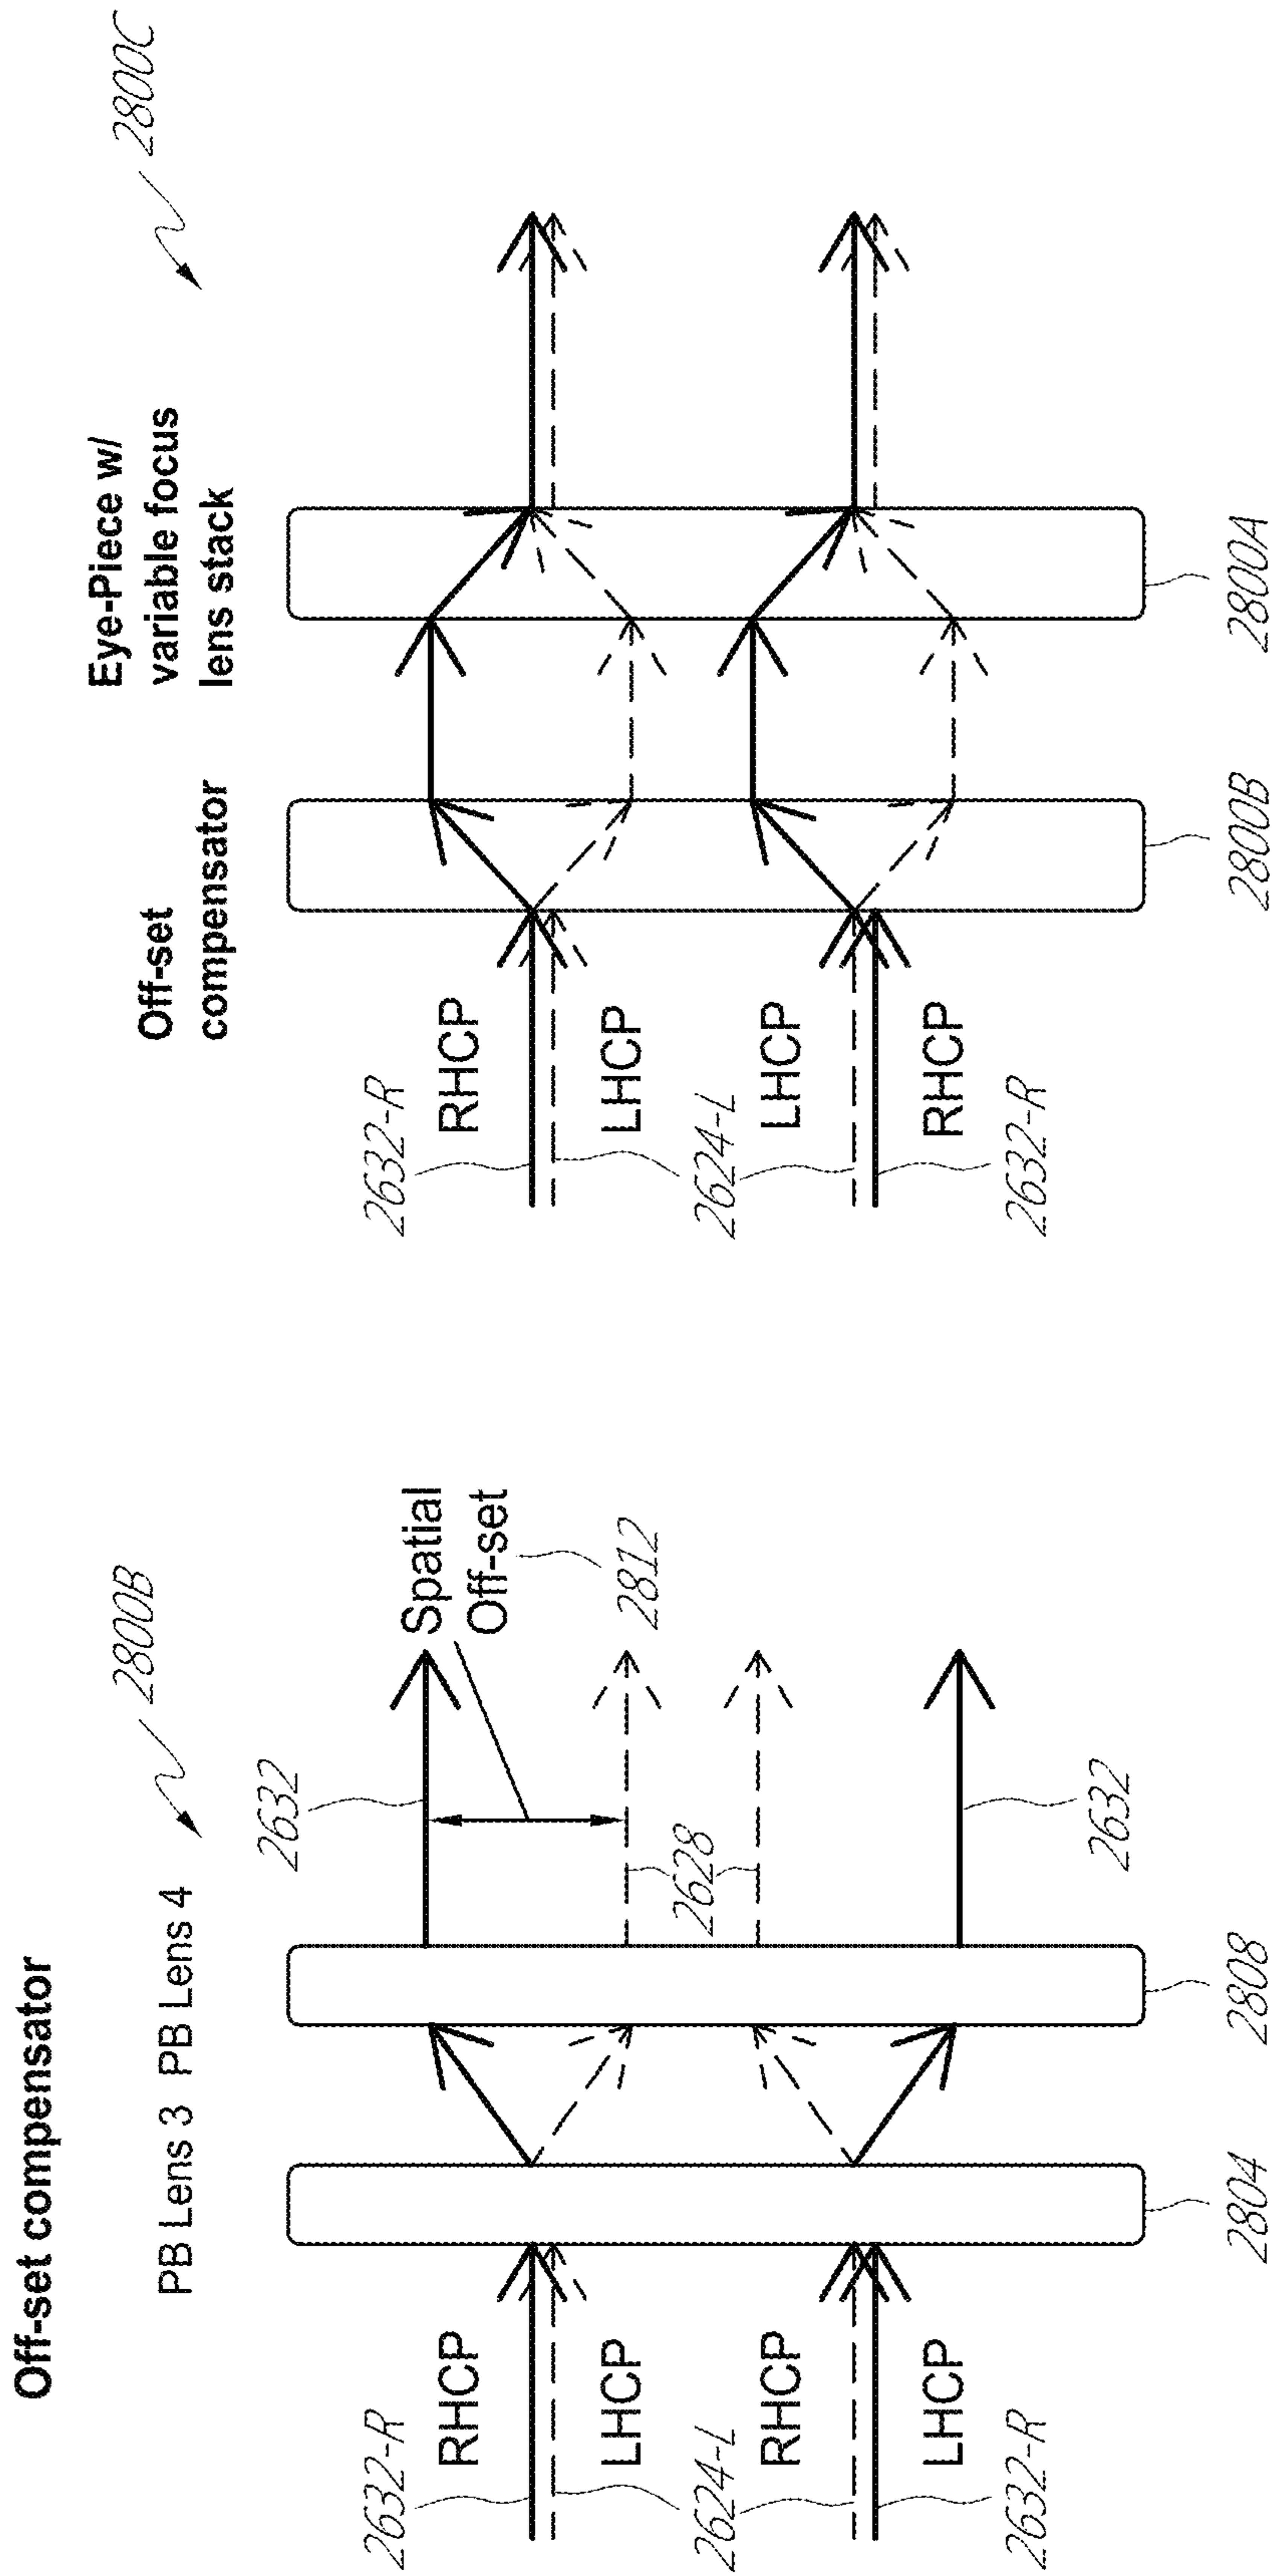 Off-set compensator
PB Lens 3 PB Lens 4
2800B
2632-R
RHCP
LHCP
2624-L
RHCP
LHCP
2632-R
2804
2808
2632
Spatial
Off-set
2812
2628
2632
2800C
Off-set
compensator
Eye-Piece w/
variable focus
lens stack
2632-R
RHCP
LHCP
2624-L
LHCP
RHCP
2632-R
2800B
2800A